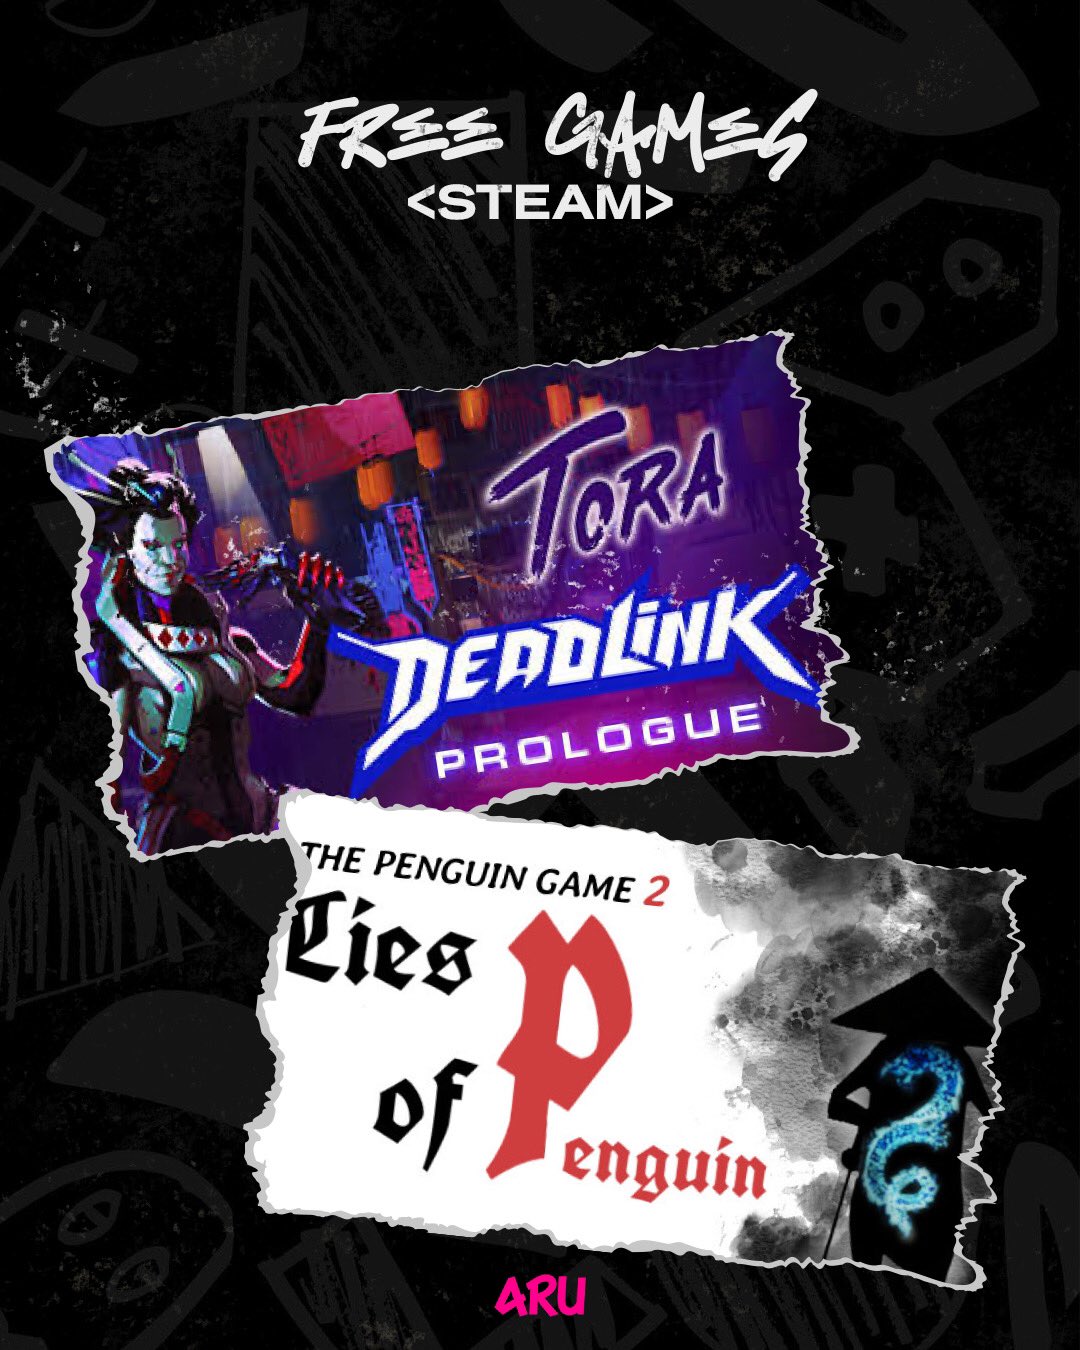 FREE GAMES
<STEAM>
TORA
DEADLINK
PROLOGUE
THE PENGUIN GAME 2
Lies
of
Penguin
ARU